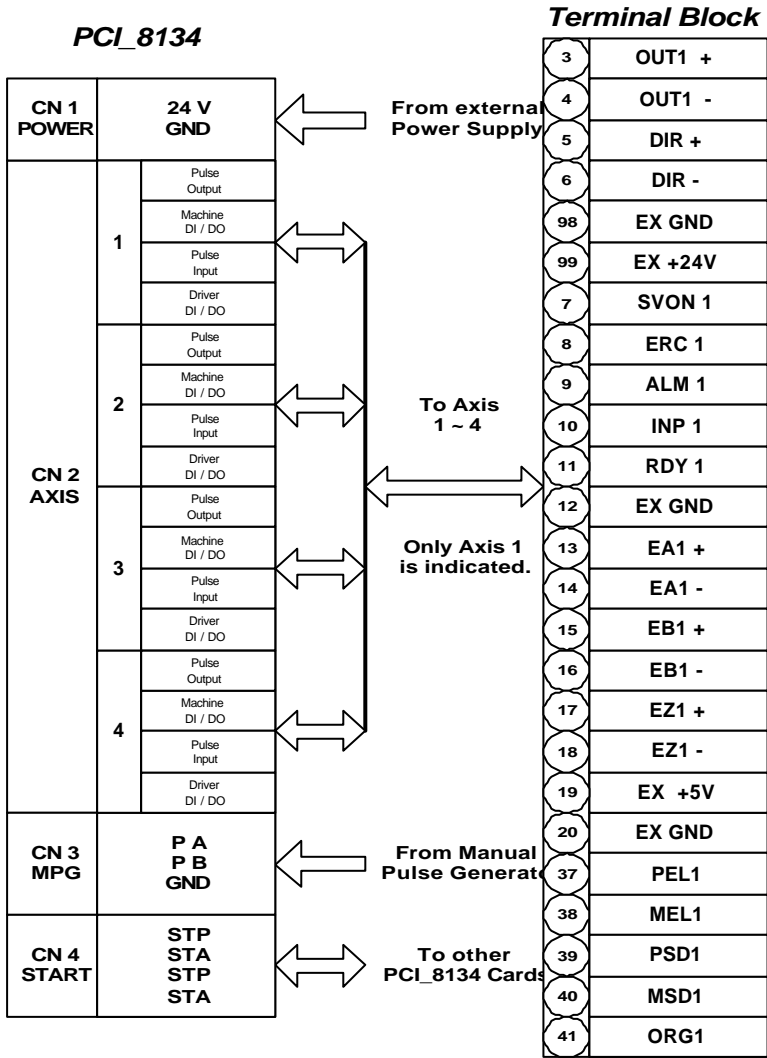 PCI_8134
CN 1
POWER
24 V
GND
From external
Power Supply
CN 2
AXIS
1
Pulse
Output
Machine
DI / DO
Pulse
Input
Driver
DI / DO
2
Pulse
Output
Machine
DI / DO
Pulse
Input
Driver
DI / DO
3
Pulse
Output
Machine
DI / DO
Pulse
Input
Driver
DI / DO
4
Pulse
Output
Machine
DI / DO
Pulse
Input
Driver
DI / DO
To Axis
1 ~ 4
Only Axis 1
is indicated.
CN 3
MPG
P A
P B
GND
From Manual
Pulse Generat
CN 4
START
STP
STA
STP
STA
To other
PCI_8134 Cards
Terminal Block
3 OUT1 +
4 OUT1 -
5 DIR +
6 DIR -
98 EX GND
99 EX +24V
7 SVON 1
8 ERC 1
9 ALM 1
10 INP 1
11 RDY 1
12 EX GND
13 EA1 +
14 EA1 -
15 EB1 +
16 EB1 -
17 EZ1 +
18 EZ1 -
19 EX +5V
20 EX GND
37 PEL1
38 MEL1
39 PSD1
40 MSD1
41 ORG1